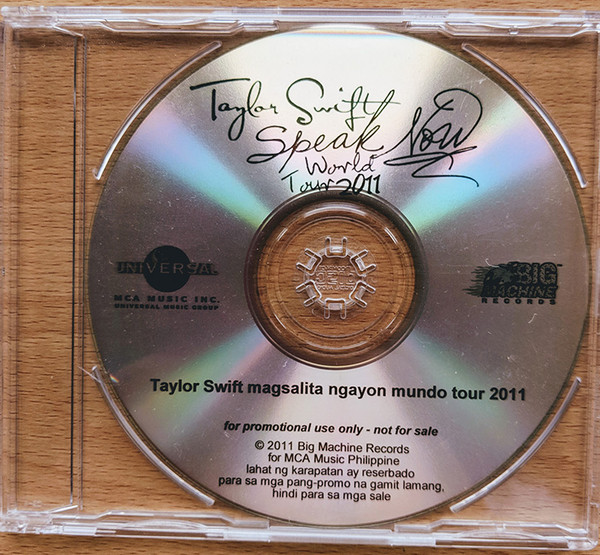 Taylor Swift
Speak Now
World
Tour 2011
UNIVERSAL
MCA MUSIC INC.
UNIVERSAL MUSIC GROUP
BIG
MACHINE
RECORDS
Taylor Swift magsalita ngayon mundo tour 2011
for promotional use only - not for sale
© 2011 Big Machine Records
for MCA Music Philippine
lahat ng karapatan ay reserbado
para sa mga pang-promo na gamit lamang,
hindi para sa mga sale